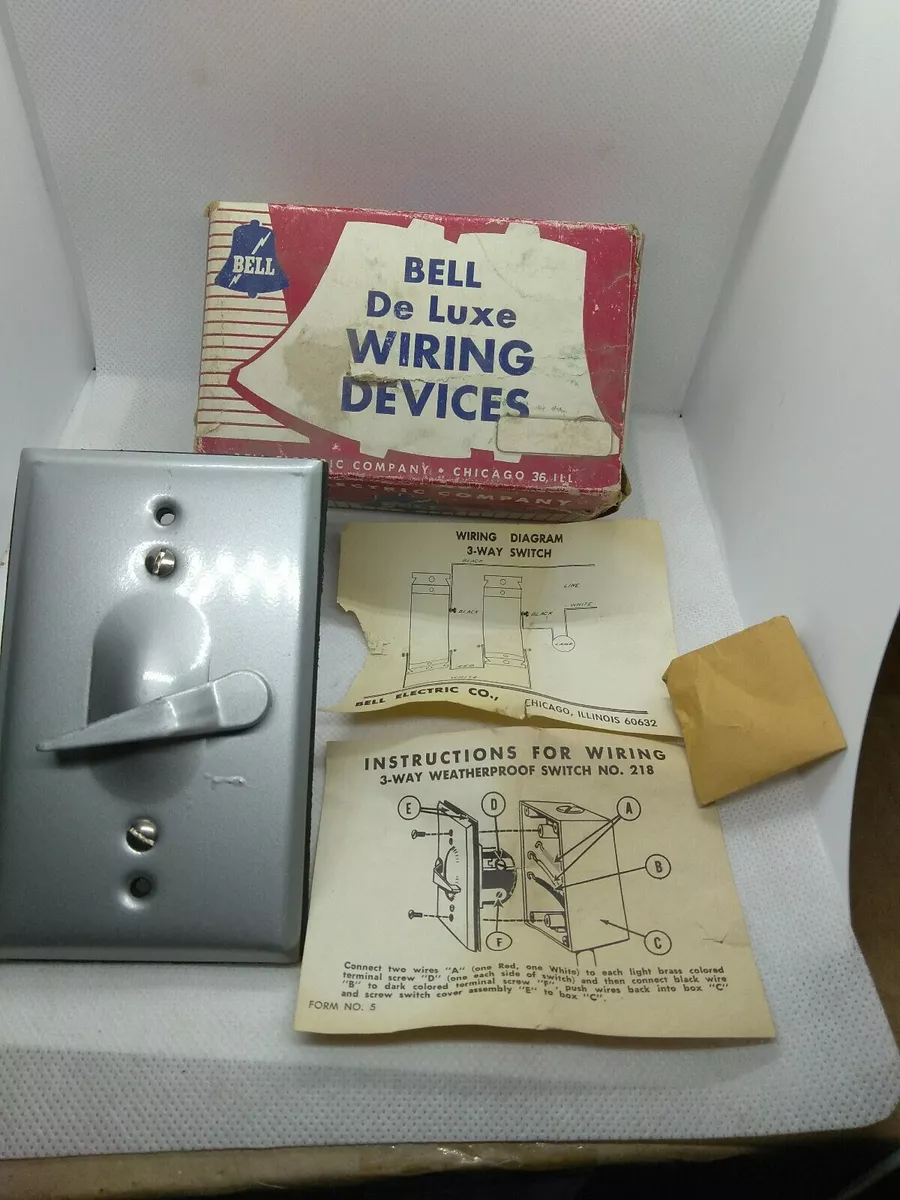 BELL
BELL
De Luxe
WIRING
DEVICES
IC COMPANY • CHICAGO 36, ILL
ECTRIC COMPANY
WIRING DIAGRAM
3-WAY SWITCH
BLACK
LINE
WHITE
BLACK
BLACK
LAMP
RED
WHITE
BELL ELECTRIC CO., CHICAGO, ILLINOIS 60632
INSTRUCTIONS FOR WIRING
3-WAY WEATHERPROOF SWITCH NO. 218
E
D
A
B
F
C
Connect two wires "A" (one Red, one White) to each light brass colored
terminal screw "D" (one each side of switch) and then connect black wire
"B" to dark colored terminal screw "F", push wires back into box "C"
and screw switch cover assembly "E" to box "C".
FORM NO. 5